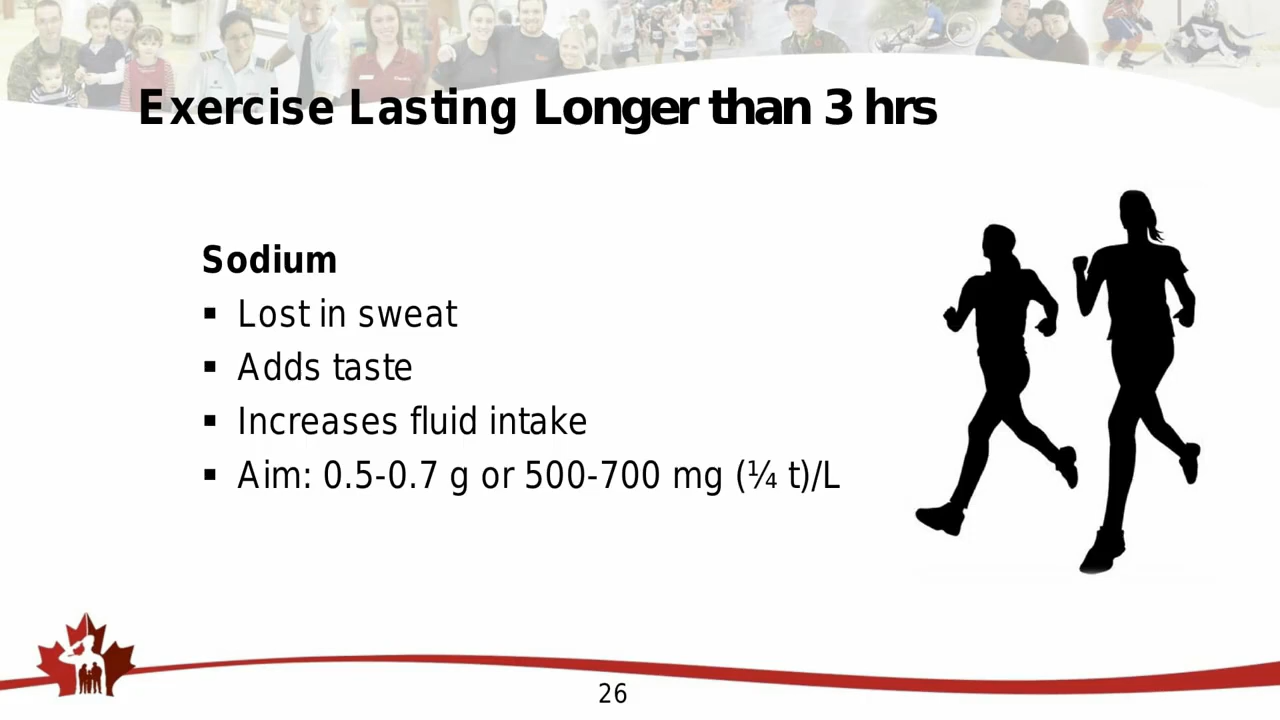 Exercise Lasting Longer than 3 hrs
Sodium
▪ Lost in sweat
▪ Adds taste
▪ Increases fluid intake
▪ Aim: 0.5-0.7 g or 500-700 mg (¼ t)/L
26